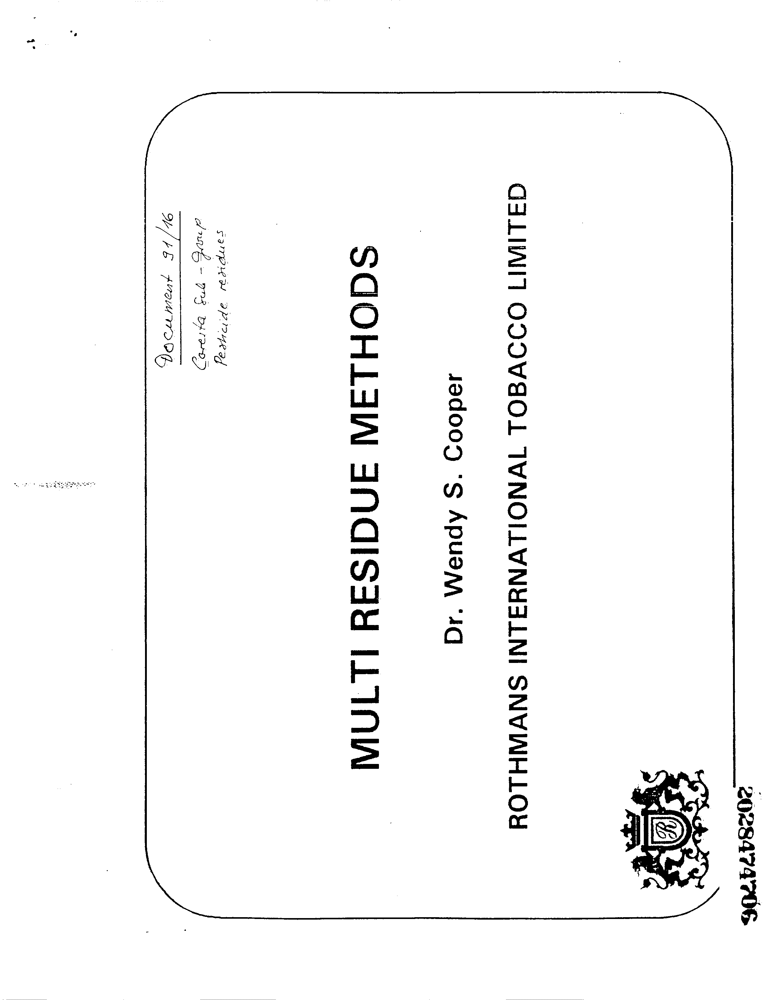 Document 91/16
Coresta Sub-group
Pesticide residues
MULTI RESIDUE METHODS
Dr. Wendy S. Cooper
ROTHMANS INTERNATIONAL TOBACCO LIMITED
R
2028474706